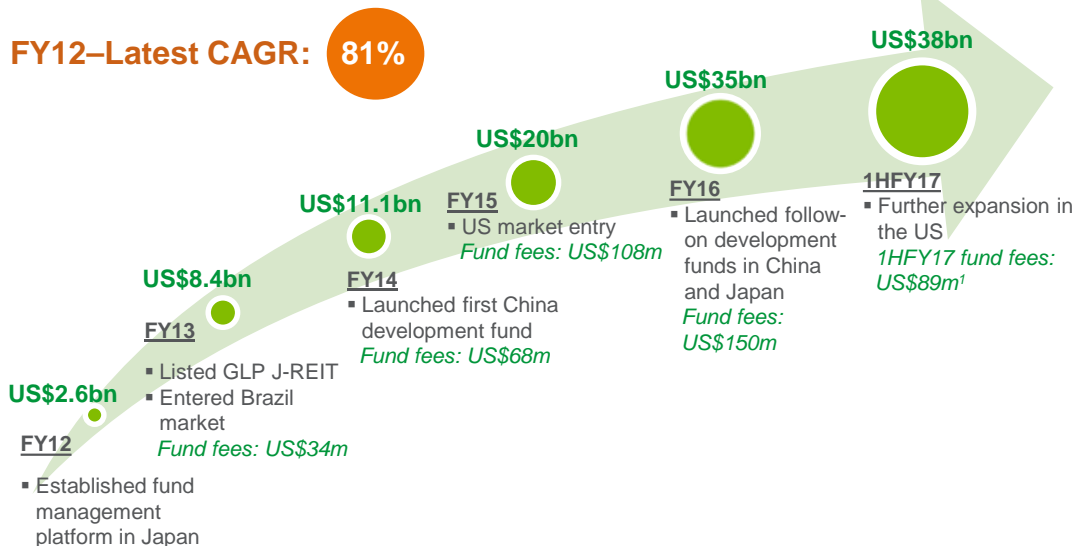 FY12–Latest CAGR: 81%
US$2.6bn
FY12
▪ Established fund
management
platform in Japan
US$8.4bn
FY13
▪ Listed GLP J-REIT
▪ Entered Brazil
market
Fund fees: US$34m
US$11.1bn
FY14
▪ Launched first China
development fund
Fund fees: US$68m
US$20bn
FY15
▪ US market entry
Fund fees: US$108m
US$35bn
FY16
▪ Launched follow-
on development
funds in China
and Japan
Fund fees:
US$150m
US$38bn
1HFY17
▪ Further expansion in
the US
1HFY17 fund fees:
US$89m¹